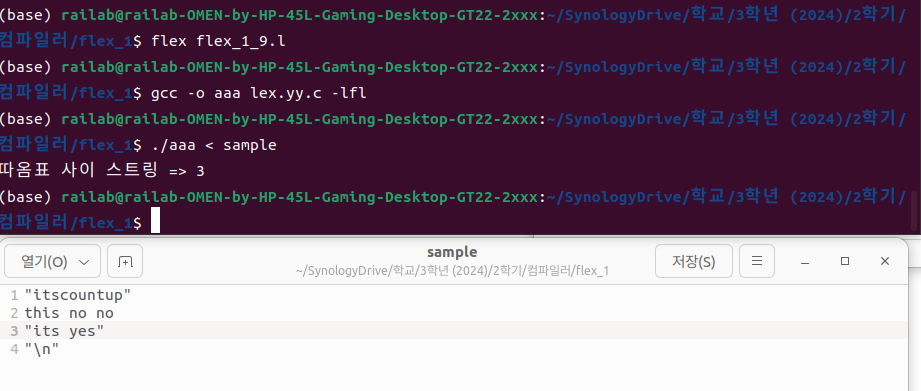 (base) railab@railab-OMEN-by-HP-45L-Gaming-Desktop-GT22-2xxx:~/SynologyDrive/학교/3학년 (2024)/2학기/
컴파일러/flex_1$ flex flex_1_9.l
(base) railab@railab-OMEN-by-HP-45L-Gaming-Desktop-GT22-2xxx:~/SynologyDrive/학교/3학년 (2024)/2학기/
컴파일러/flex_1$ gcc -o aaa lex.yy.c -lfl
(base) railab@railab-OMEN-by-HP-45L-Gaming-Desktop-GT22-2xxx:~/SynologyDrive/학교/3학년 (2024)/2학기/
컴파일러/flex_1$ ./aaa < sample
따옴표 사이 스트링 => 3
(base) railab@railab-OMEN-by-HP-45L-Gaming-Desktop-GT22-2xxx:~/SynologyDrive/학교/3학년 (2024)/2학기/
컴파일러/flex_1$
열기(O)
sample
~/SynologyDrive/학교/3학년 (2024)/2학기/컴파일러/flex_1
저장(S)
1 "itscountup"
2 this no no
3 "its yes"
4 "\n"